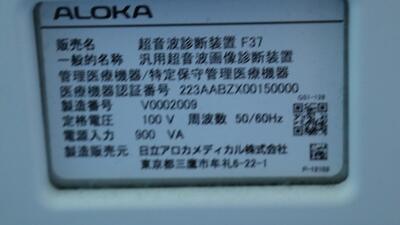 ALOKA
販売名 超音波診断装置 F37
一般的名称 汎用超音波画像診断装置
管理医療機器/特定保守管理医療機器
医療機器認証番号 223AABZX00150000
製造番号 V0002009
GS1-128
定格電圧 100 V 周波数 50/60Hz
電源入力 900 VA
製造販売元 日立アロカメディカル株式会社
東京都三鷹市牟礼6-22-1